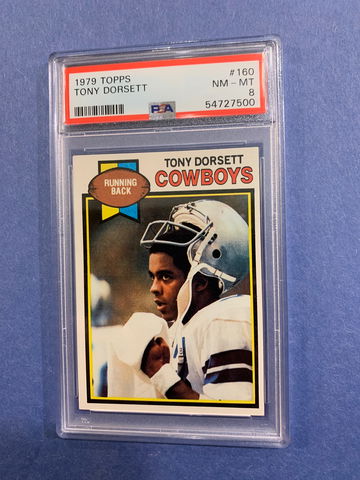 1979 TOPPS #160
TONY DORSETT NM - MT
8
PSA 54727500
TONY DORSETT
COWBOYS
RUNNING
BACK